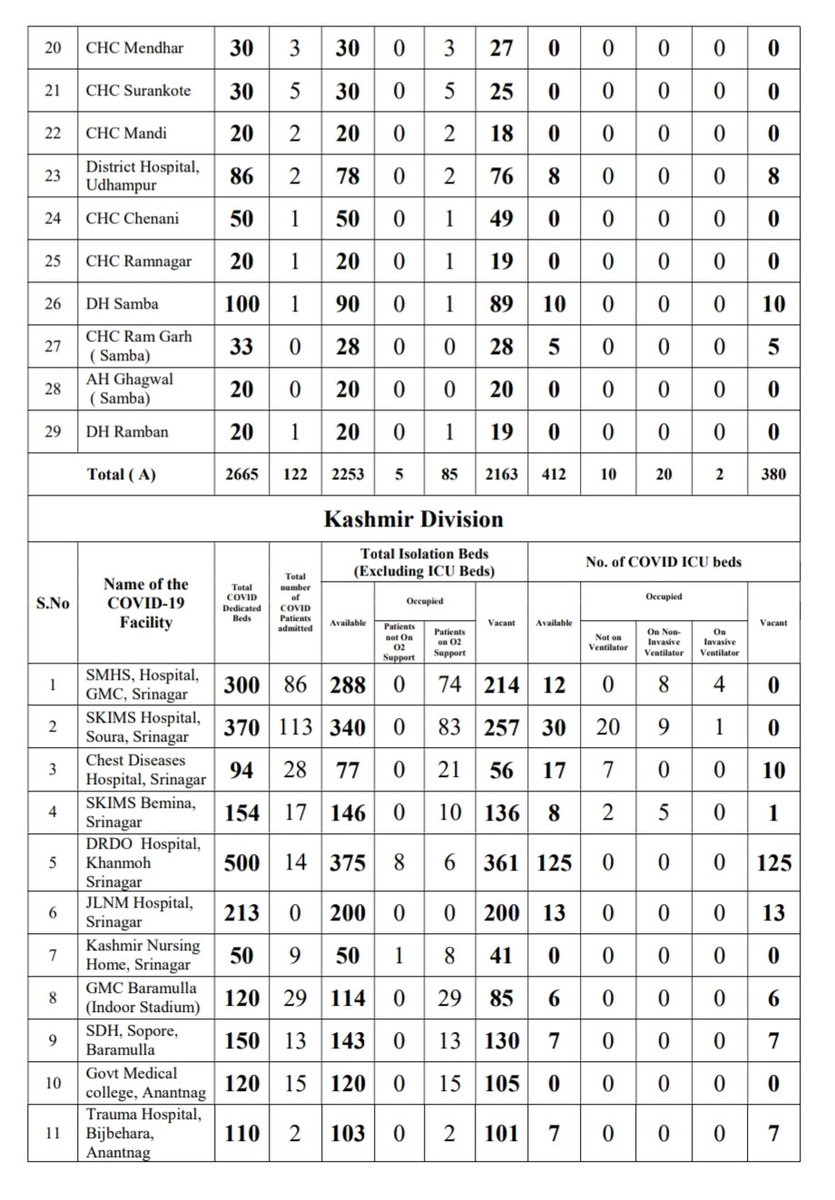 20 CHC Mendhar 30 3 30 0 3 27 0 0 0 0 0
21 CHC Surankote 30 5 30 0 5 25 0 0 0 0 0
22 CHC Mandi 20 2 20 0 2 18 0 0 0 0 0
23 District Hospital, Udhampur 86 2 78 0 2 76 8 0 0 0 8
24 CHC Chenani 50 1 50 0 1 49 0 0 0 0 0
25 CHC Ramnagar 20 1 20 0 1 19 0 0 0 0 0
26 DH Samba 100 1 90 0 1 89 10 0 0 0 10
27 CHC Ram Garh ( Samba) 33 0 28 0 0 28 5 0 0 0 5
28 AH Ghagwal ( Samba) 20 0 20 0 0 20 0 0 0 0 0
29 DH Ramban 20 1 20 0 1 19 0 0 0 0 0
Total ( A) 2665 122 2253 5 85 2163 412 10 20 2 380
Kashmir Division
S.No
Name of the
COVID-19
Facility
Total
COVID
Dedicated
Beds
Total
number
of
COVID
Patients
admitted
Total Isolation Beds
(Excluding ICU Beds)
Available
Occupied
Patients
not On
O2
Support
Patients
on O2
Support
Vacant
No. of COVID ICU beds
Available
Occupied
Not on
Ventilator
On Non-
Invasive
Ventilator
On
Invasive
Ventilator
Vacant
1 SMHS, Hospital, GMC, Srinagar 300 86 288 0 74 214 12 0 8 4 0
2 SKIMS Hospital, Soura, Srinagar 370 113 340 0 83 257 30 20 9 1 0
3 Chest Diseases Hospital, Srinagar 94 28 77 0 21 56 17 7 0 0 10
4 SKIMS Bemina, Srinagar 154 17 146 0 10 136 8 2 5 0 1
5 DRDO Hospital, Khanmoh Srinagar 500 14 375 8 6 361 125 0 0 0 125
6 JLNM Hospital, Srinagar 213 0 200 0 0 200 13 0 0 0 13
7 Kashmir Nursing Home, Srinagar 50 9 50 1 8 41 0 0 0 0 0
8 GMC Baramulla (Indoor Stadium) 120 29 114 0 29 85 6 0 0 0 6
9 SDH, Sopore, Baramulla 150 13 143 0 13 130 7 0 0 0 7
10 Govt Medical college, Anantnag 120 15 120 0 15 105 0 0 0 0 0
11 Trauma Hospital, Bijbehara, Anantnag 110 2 103 0 2 101 7 0 0 0 7